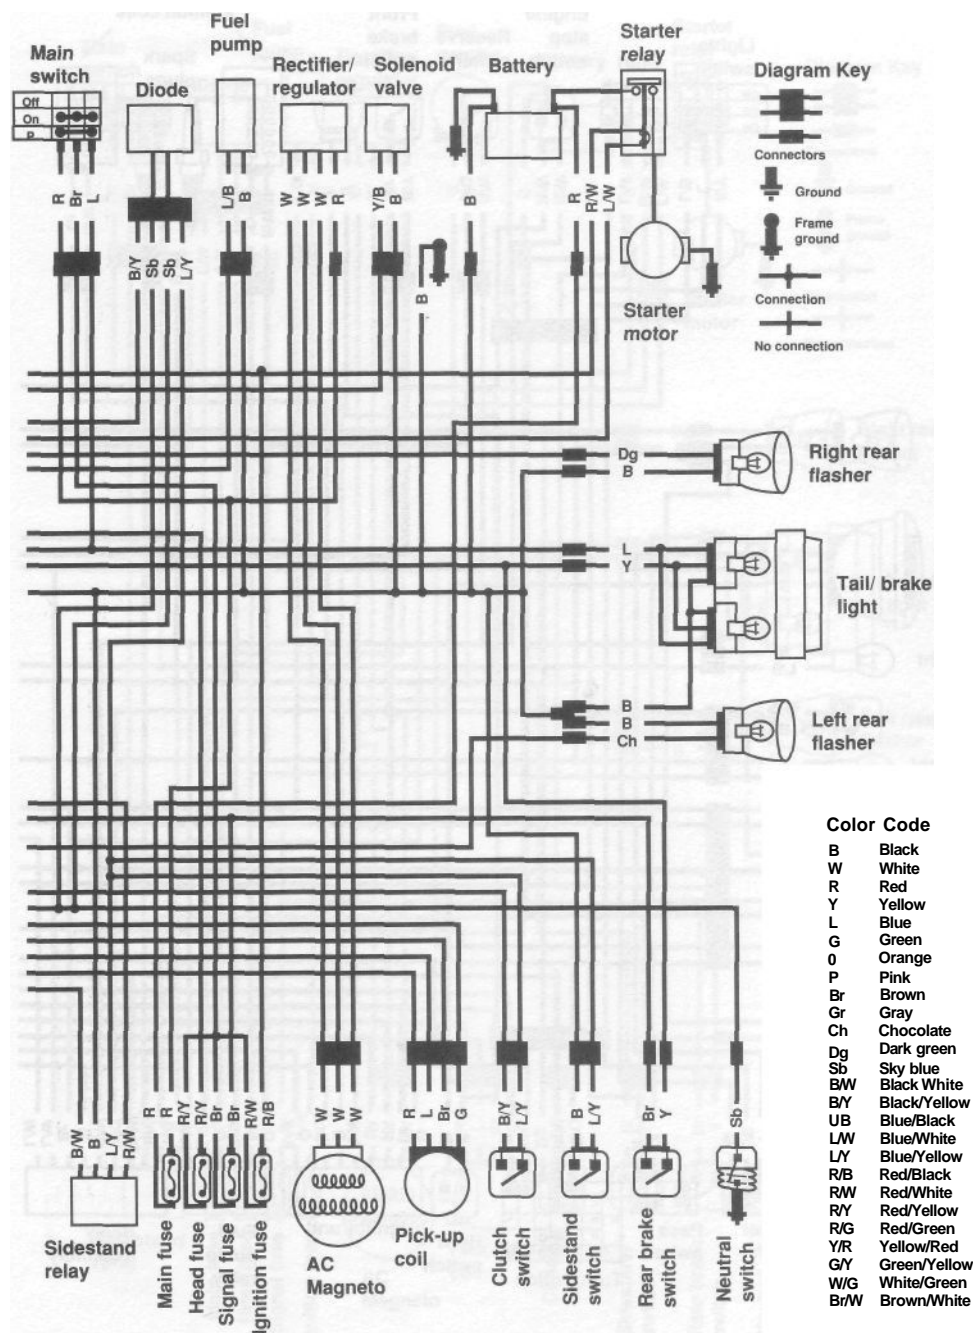 Main switch
Off
On
P
Diode
Fuel pump
Rectifier/ regulator
Solenoid valve
Battery
Starter relay
Diagram Key
Connectors
Ground
Frame ground
Connection
No connection
Starter motor
R Br L
L/B B
W W W R
Y/B B
B
R R/W L/W
B/Y Sb Sb L/Y
B
Dg
B
Right rear flasher
L
Y
Tail/ brake light
B
B
Ch
Left rear flasher
Color Code
B Black
W White
R Red
Y Yellow
L Blue
G Green
0 Orange
P Pink
Br Brown
Gr Gray
Ch Chocolate
Dg Dark green
Sb Sky blue
B/W Black White
B/Y Black/Yellow
UB Blue/Black
L/W Blue/White
L/Y Blue/Yellow
R/B Red/Black
R/W Red/White
R/Y Red/Yellow
R/G Red/Green
Y/R Yellow/Red
G/Y Green/Yellow
W/G White/Green
Br/W Brown/White
B/W B L/Y R/W
R R R/Y R/Y Br Br R/W R/B
W W W
R L Br G
B/Y L/Y
B L/Y
Br Y
Sb
Sidestand relay
Main fuse
Head fuse
Signal fuse
Ignition fuse
AC Magneto
Pick-up coil
Clutch switch
Sidestand switch
Rear brake switch
Neutral switch